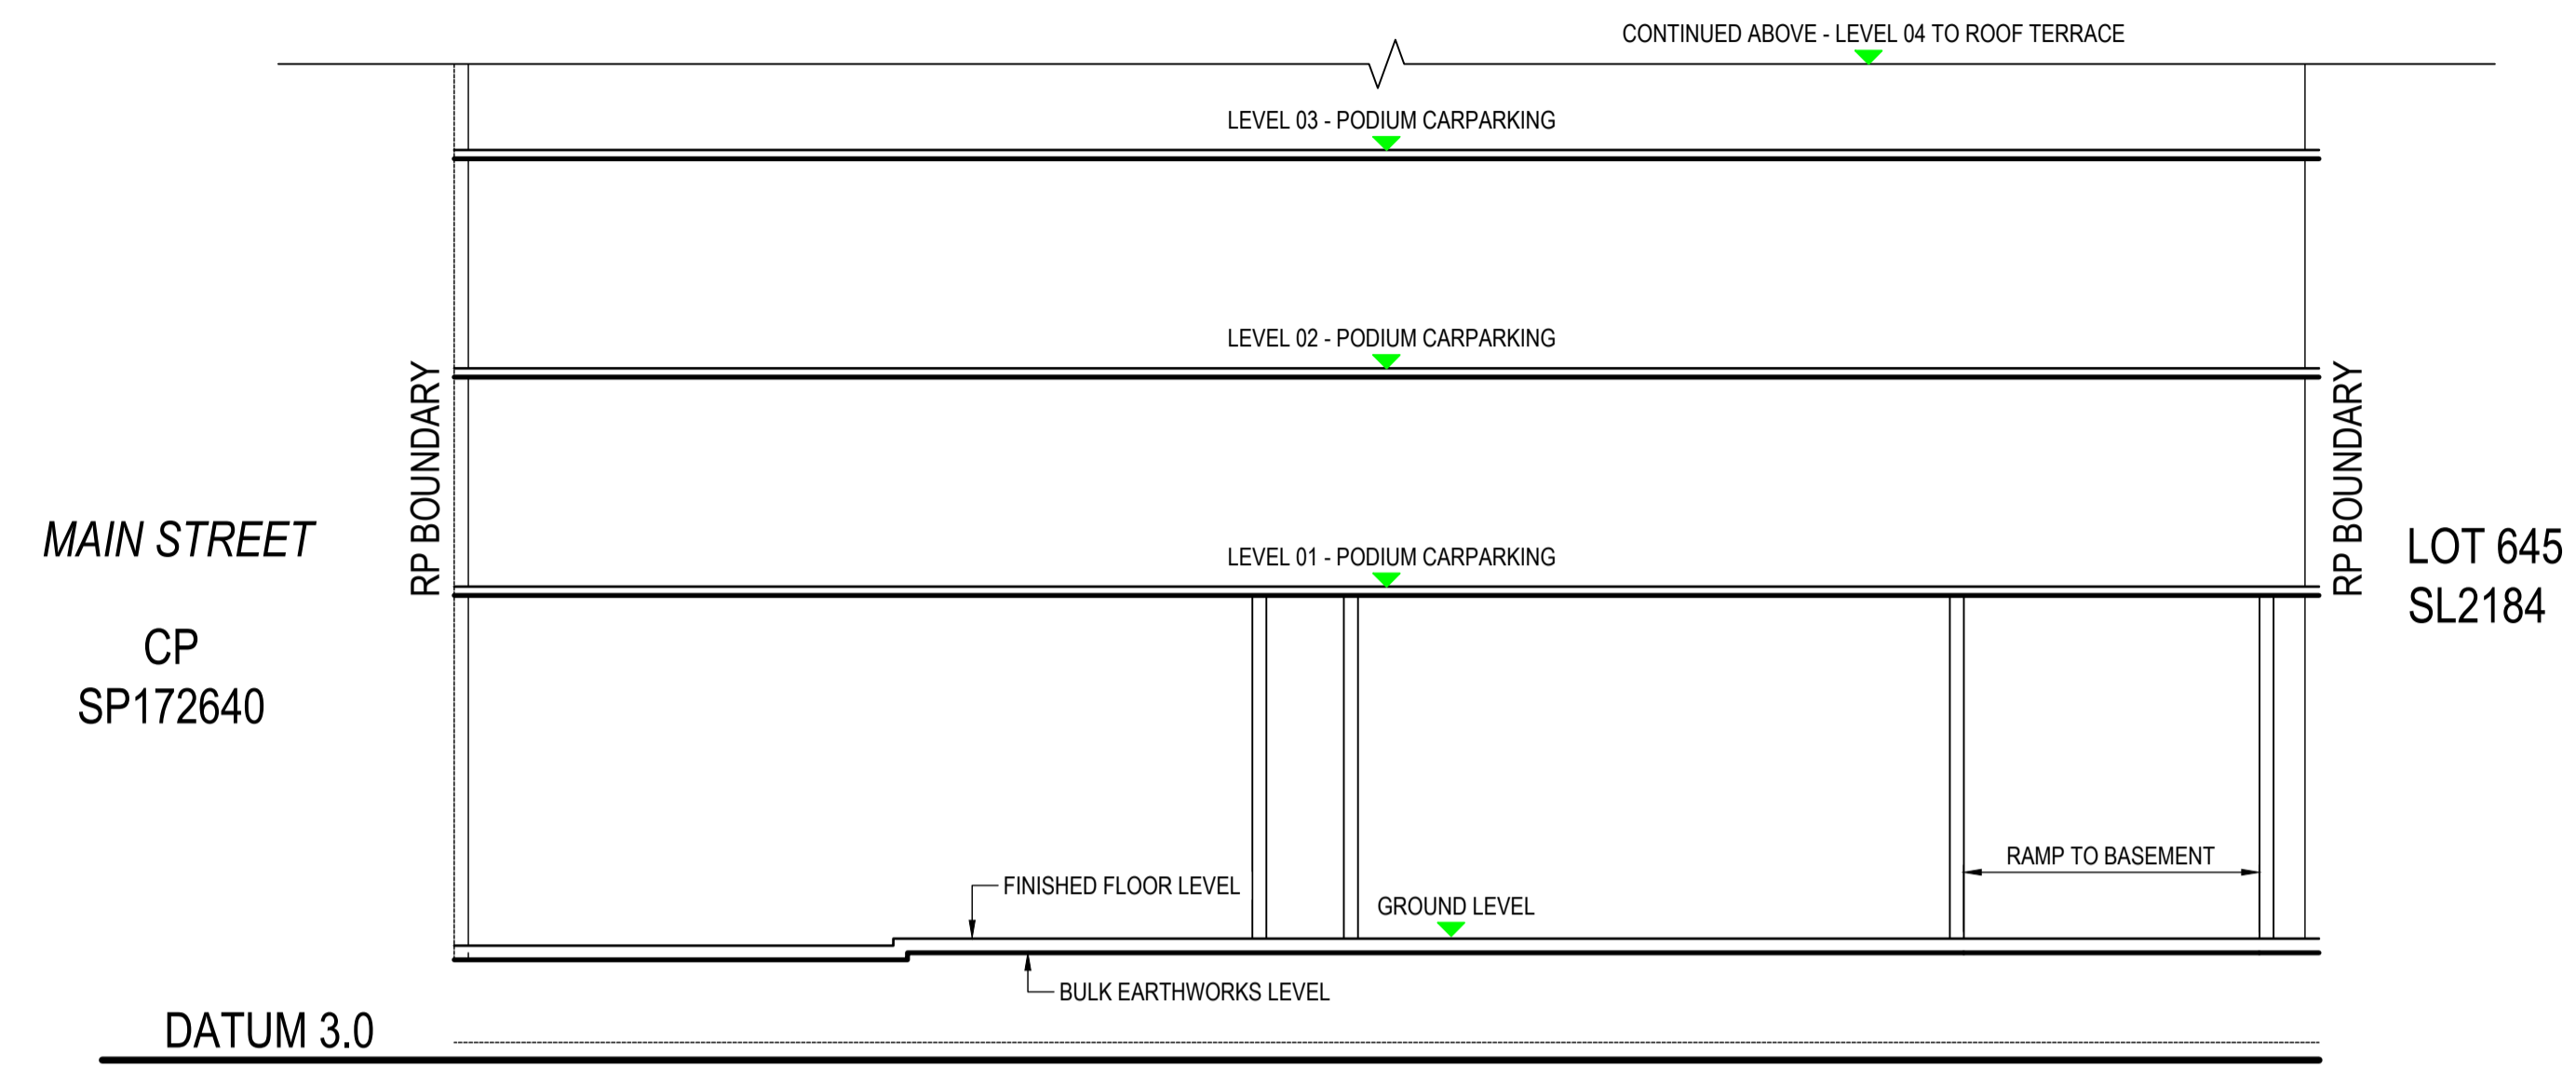 CONTINUED ABOVE - LEVEL 04 TO ROOF TERRACE
LEVEL 03 - PODIUM CARPARKING
LEVEL 02 - PODIUM CARPARKING
RP BOUNDARY
RP BOUNDARY
MAIN STREET
LOT 645
SL2184
LEVEL 01 - PODIUM CARPARKING
CP
SP172640
RAMP TO BASEMENT
FINISHED FLOOR LEVEL
GROUND LEVEL
BULK EARTHWORKS LEVEL
DATUM 3.0